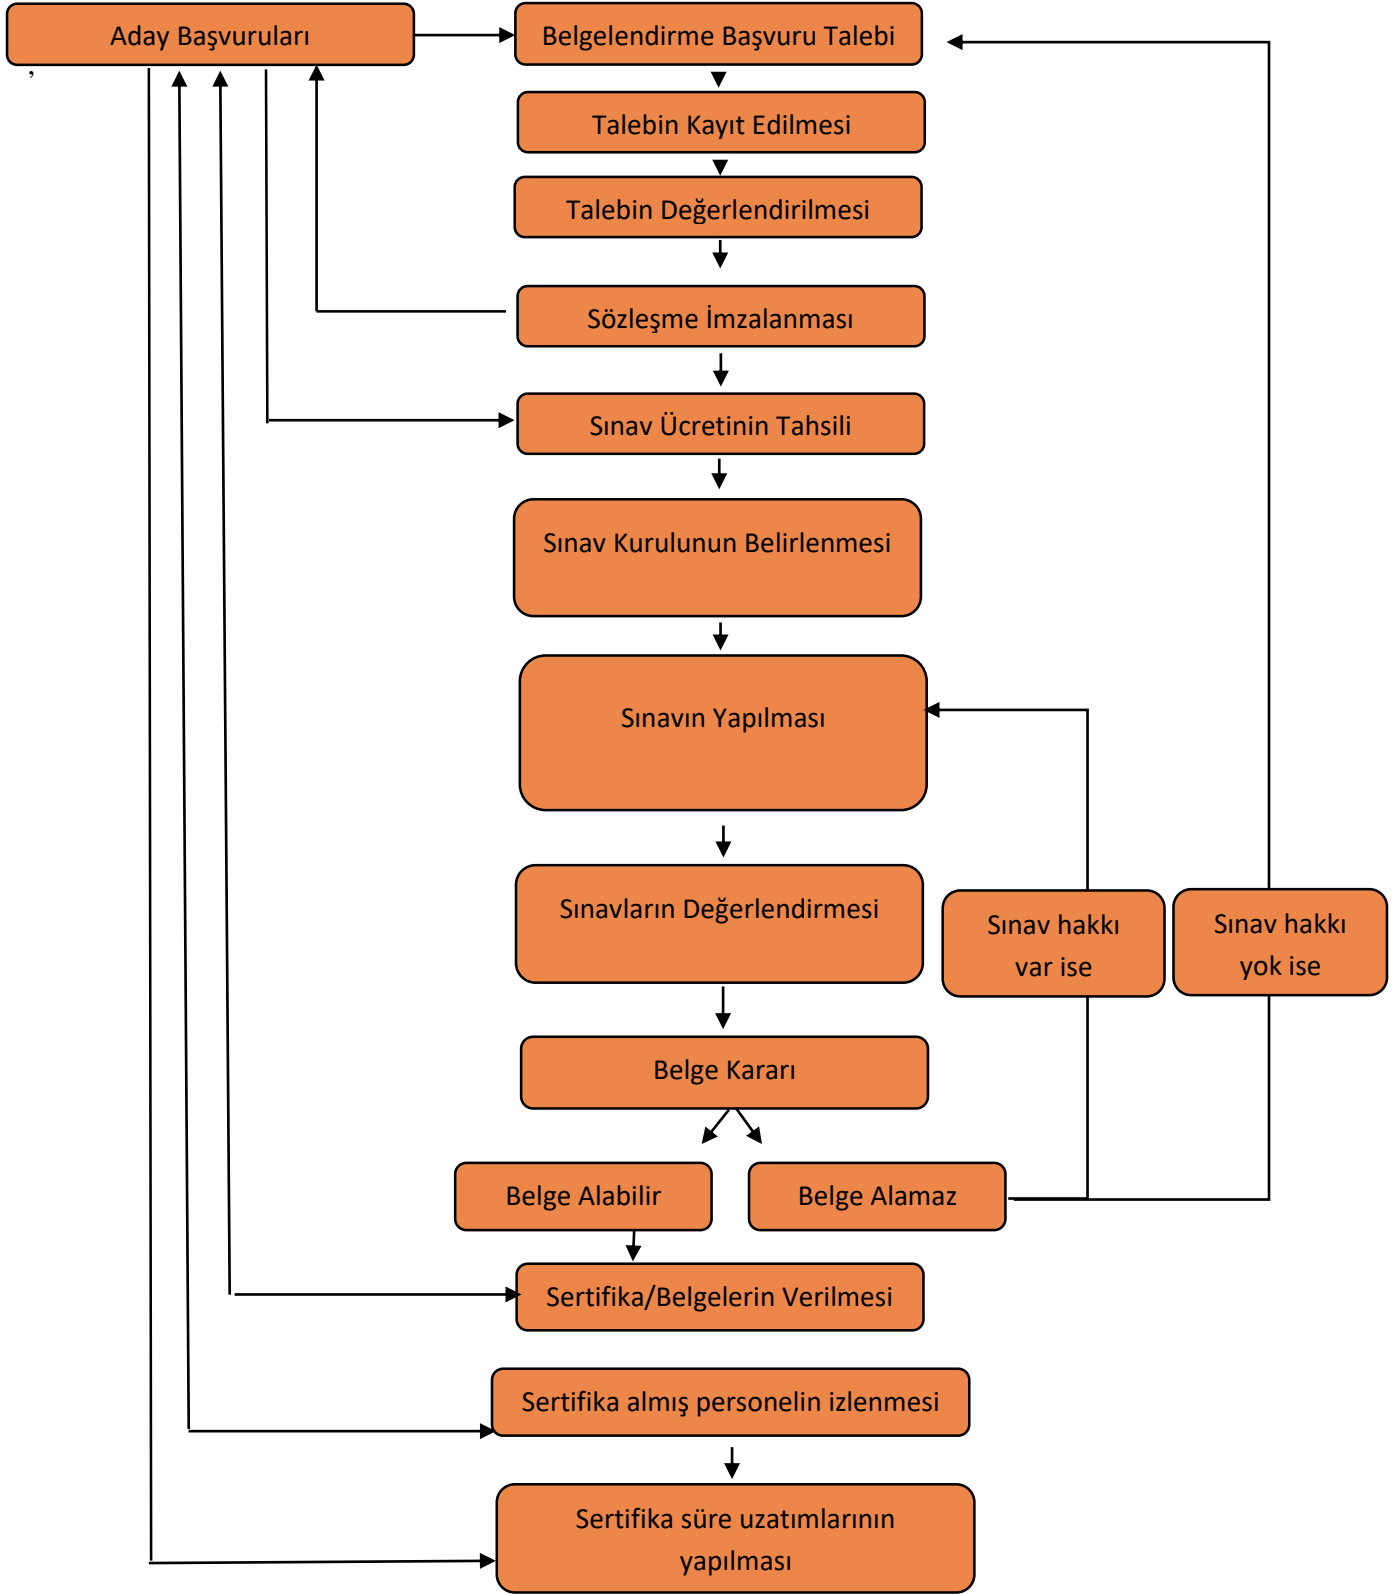 Aday Başvuruları
Belgelendirme Başvuru Talebi
,
Talebin Kayıt Edilmesi
Talebin Değerlendirilmesi
Sözleşme İmzalanması
Sınav Ücretinin Tahsili
Sınav Kurulunun Belirlenmesi
Sınavın Yapılması
Sınavların Değerlendirmesi
Sınav hakkı
var ise
Sınav hakkı
yok ise
Belge Kararı
Belge Alabilir
Belge Alamaz
Sertifika/Belgelerin Verilmesi
Sertifika almış personelin izlenmesi
Sertifika süre uzatımlarının
yapılması